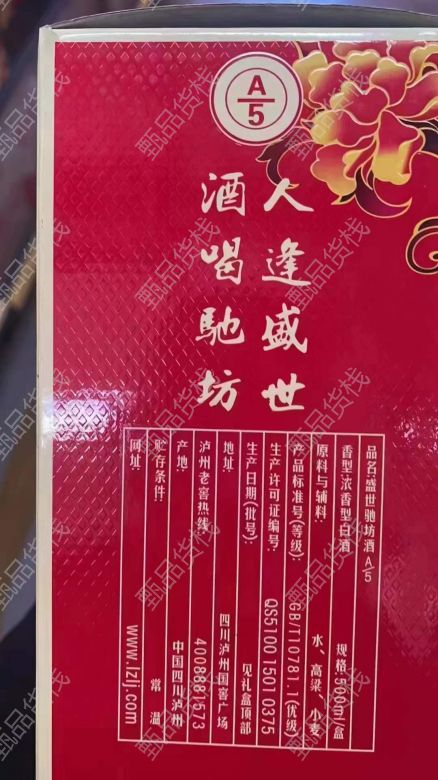 A
5
人逢盛世
酒喝驰坊
品名:盛世驰坊酒 A/5
规格:500ml/盒
香型:浓香型白酒
原料与辅料: 水、高粱、小麦
产品标准号(等级): GB/T10781.1(优级)
生产许可证编号: QS5100 1501 0375
生产日期(批号): 见礼盒顶部
地址: 四川泸州国窖广场
泸州老窖热线: 4008881573
产地: 中国四川泸州
贮存条件: 常温
网址: www.lzlj.com
甄品货栈